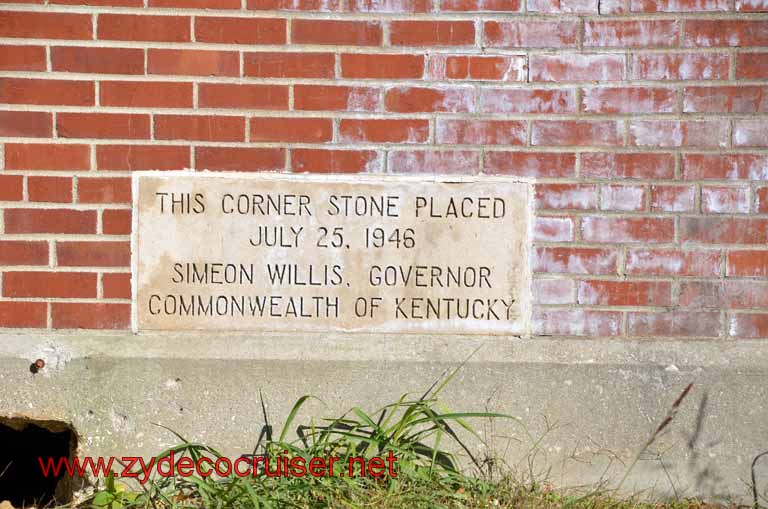 THIS CORNER STONE PLACED
JULY 25, 1946
SIMEON WILLIS, GOVERNOR
COMMONWEALTH OF KENTUCKY
www.zydecocruiser.net